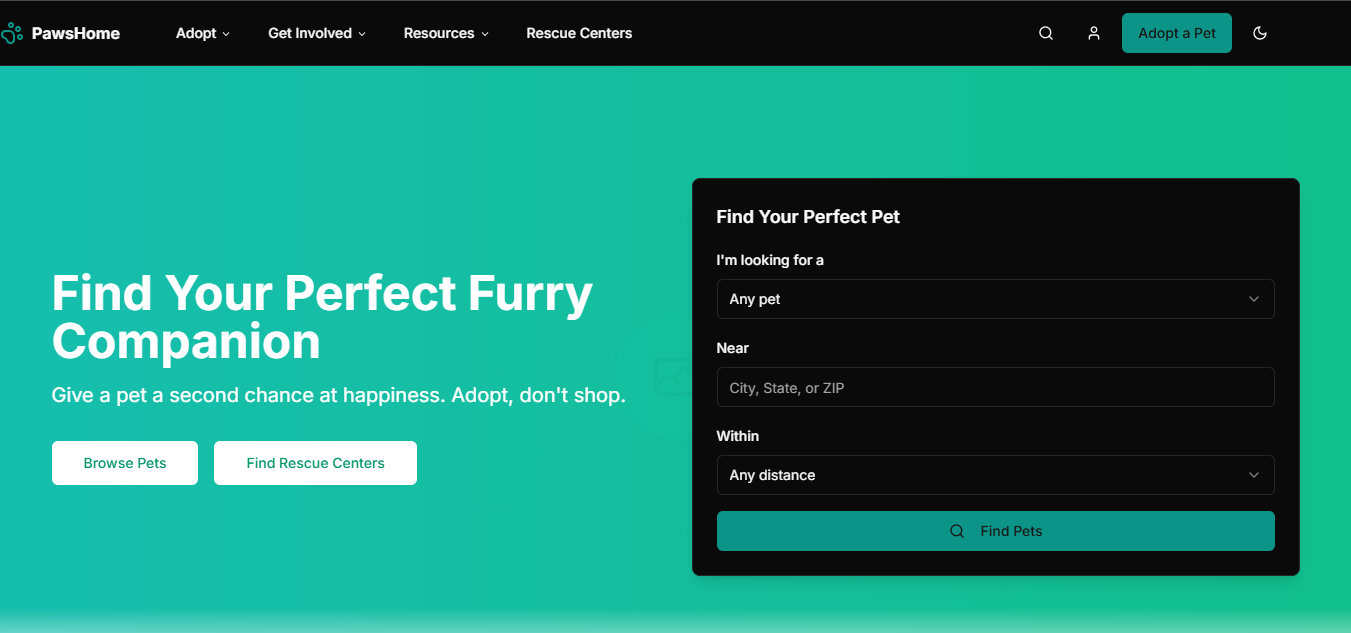 PawsHome
Adopt
Get Involved
Resources
Rescue Centers
Adopt a Pet
Find Your Perfect Furry
Companion
Give a pet a second chance at happiness. Adopt, don't shop.
Browse Pets
Find Rescue Centers
Find Your Perfect Pet
I'm looking for a
Any pet
Near
City, State, or ZIP
Within
Any distance
Find Pets